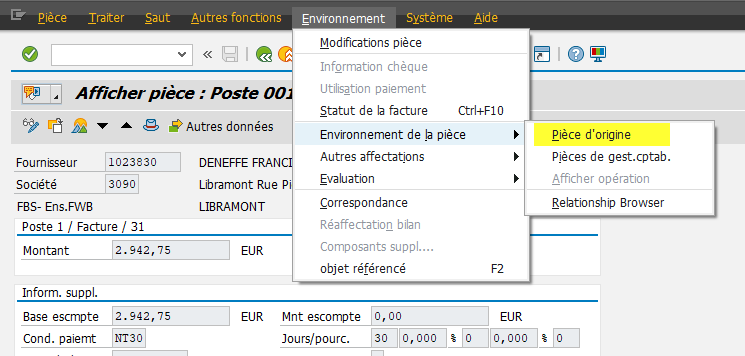 Pièce Traiter Saut Autres fonctions Environnement Système Aide
Modifications pièce
Information chèque
Utilisation paiement
Statut de la facture Ctrl+F10
Environnement de la pièce
Autres affectations
Evaluation
Correspondance
Réaffectation bilan
Composants suppl....
objet référencé F2
Pièce d'origine
Pièces de gest.cptab.
Afficher opération
Relationship Browser
Afficher pièce : Poste 001
Autres données
Fournisseur 1023830 DENEFFE FRANCI
Société 3090 Libramont Rue Pi
FBS- Ens.FWB LIBRAMONT
Poste 1 / Facture / 31
Montant 2.942,75 EUR
Inform. suppl.
Base escmpte 2.942,75 EUR Mnt escompte 0,00 EUR
Cond. paiemt NT30 Jours/pourc. 30 0,000 % 0 0,000 % 0